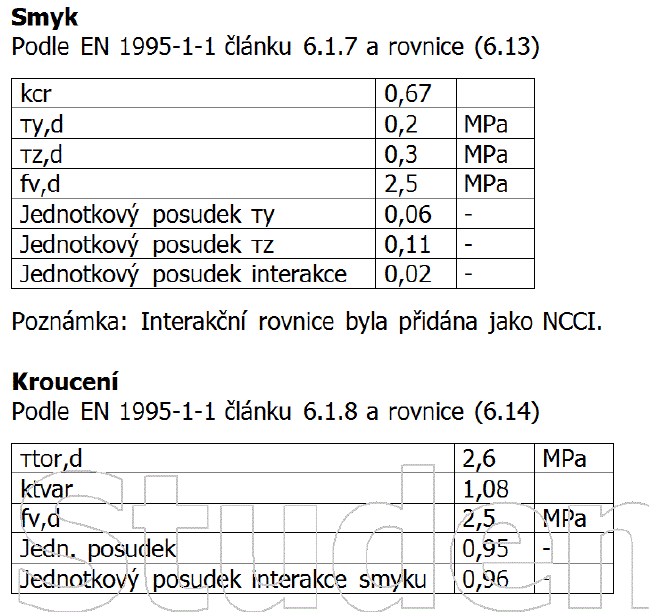 Smyk
Podle EN 1995-1-1 článku 6.1.7 a rovnice (6.13)
kcr 0,67
τy,d 0,2 MPa
τz,d 0,3 MPa
fv,d 2,5 MPa
Jednotkový posudek τy 0,06 -
Jednotkový posudek τz 0,11 -
Jednotkový posudek interakce 0,02 -
Poznámka: Interakční rovnice byla přidána jako NCCI.
Kroucení
Podle EN 1995-1-1 článku 6.1.8 a rovnice (6.14)
τtor,d 2,6 MPa
ktvar 1,08
fv,d 2,5 MPa
Jedn. posudek 0,95 -
Jednotkový posudek interakce smyku 0,96 -
studen